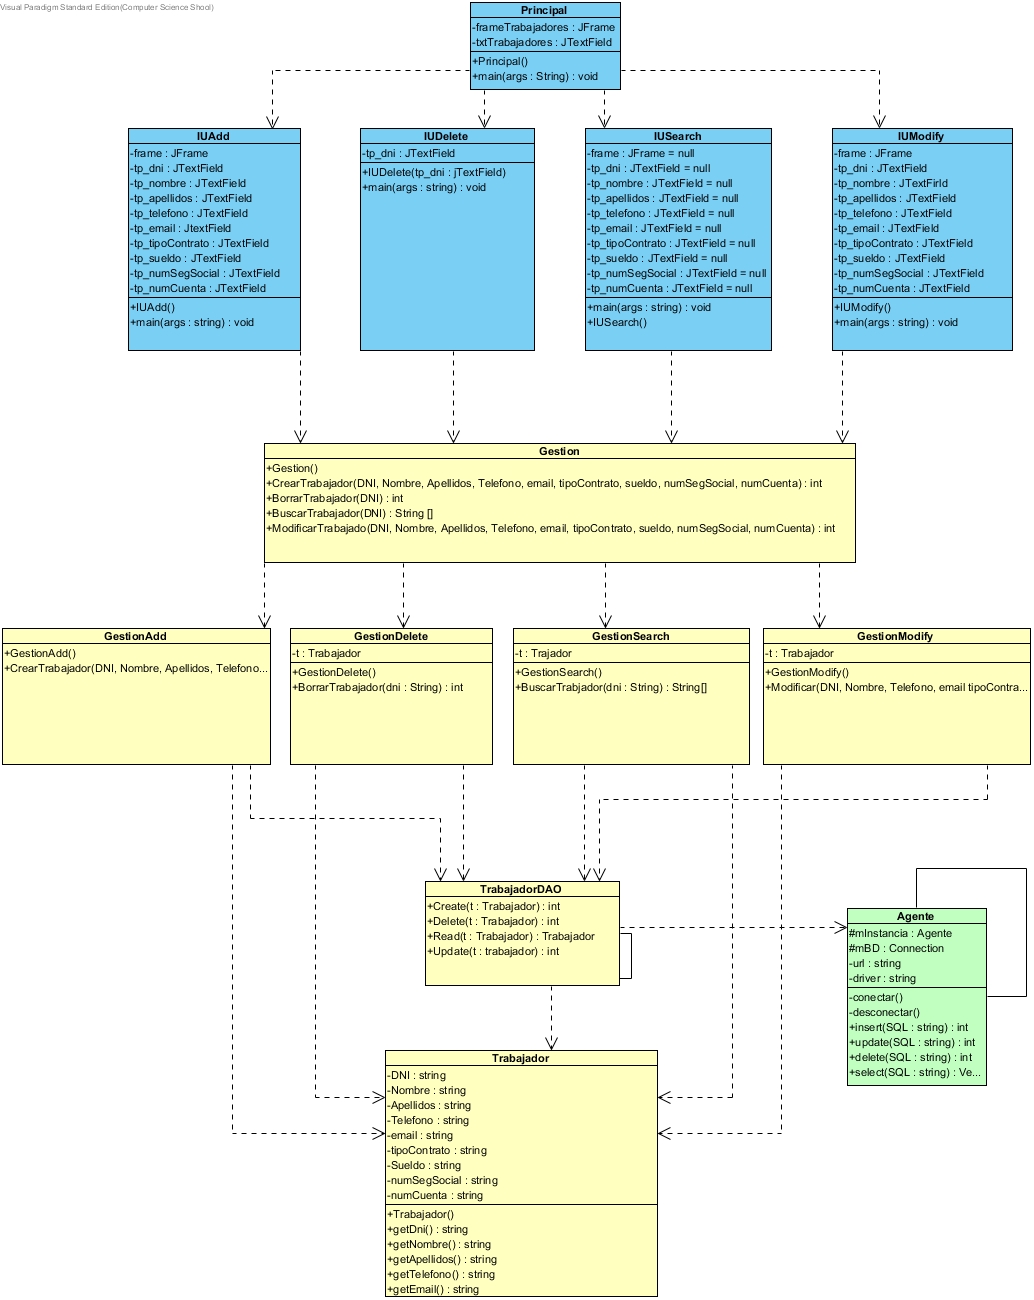 Visual Paradigm Standard Edition(Computer Science Shool)
Principal
-frameTrabajadores : JFrame
-txtTrabajadores : JTextField
+Principal()
+main(args : String) : void
IUAdd
-frame : JFrame
-tp_dni : JTextField
-tp_nombre : JTextField
-tp_apellidos : JTextField
-tp_telefono : JTextField
-tp_email : JtextField
-tp_tipoContrato : JTextField
-tp_sueldo : JTextField
-tp_numSegSocial : JTextField
-tp_numCuenta : JTextField
+IUAdd()
+main(args : string) : void
IUDelete
-tp_dni : JTextField
+IUDelete(tp_dni : jTextField)
+main(args : string) : void
IUSearch
-frame : JFrame = null
-tp_dni : JTextField = null
-tp_nombre : JTextField = null
-tp_apellidos : JTextField = null
-tp_telefono : JTextField = null
-tp_email : JTextField = null
-tp_tipoContrato : JTextField = null
-tp_sueldo : JTextField = null
-tp_numSegSocial : JTextField = null
-tp_numCuenta : JTextField = null
+main(args : string) : void
+IUSearch()
IUModify
-frame : JFrame
-tp_dni : JTextField
-tp_nombre : JTextFirld
-tp_apellidos : JTextField
-tp_telefono : JTextField
-tp_email : JTextField
-tp_tipoContrato : JTextField
-tp_sueldo : JTextField
-tp_numSegSocial : JTextField
-tp_numCuenta : JTextField
+IUModify()
+main(args : string) : void
Gestion
+Gestion()
+CrearTrabajador(DNI, Nombre, Apellidos, Telefono, email, tipoContrato, sueldo, numSegSocial, numCuenta) : int
+BorrarTrabajador(DNI) : int
+BuscarTrabajador(DNI) : String []
+ModificarTrabajado(DNI, Nombre, Apellidos, Telefono, email, tipoContrato, sueldo, numSegSocial, numCuenta) : int
GestionAdd
+GestionAdd()
+CrearTrabajador(DNI, Nombre, Apellidos, Telefono...
GestionDelete
-t : Trabajador
+GestionDelete()
+BorrarTrabajador(dni : String) : int
GestionSearch
-t : Trajador
+GestionSearch()
+BuscarTrabjador(dni : String) : String[]
GestionModify
-t : Trabajador
+GestionModify()
+Modificar(DNI, Nombre, Telefono, email tipoContra...
TrabajadorDAO
+Create(t : Trabajador) : int
+Delete(t : Trabajador) : int
+Read(t : Trabajador) : Trabajador
+Update(t : trabajador) : int
Agente
#mInstancia : Agente
#mBD : Connection
-url : string
-driver : string
-conectar()
-desconectar()
+insert(SQL : string) : int
+update(SQL : string) : int
+delete(SQL : string) : int
+select(SQL : string) : Ve...
Trabajador
-DNI : string
-Nombre : string
-Apellidos : string
-Telefono : string
-email : string
-tipoContrato : string
-Sueldo : string
-numSegSocial : string
-numCuenta : string
+Trabajador()
+getDni() : string
+getNombre() : string
+getApellidos() : string
+getTelefono() : string
+getEmail() : string